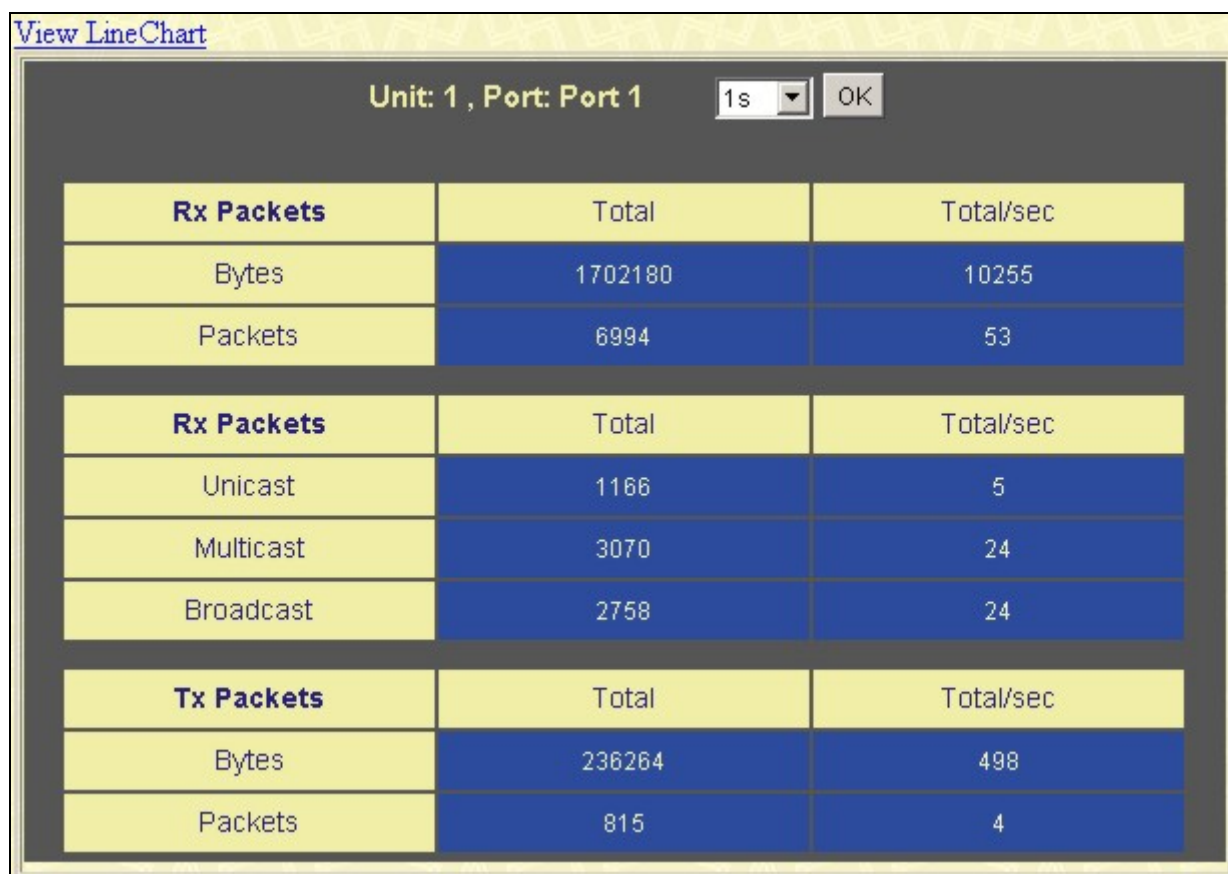 View LineChart
Unit: 1 , Port: Port 1 1s OK
Rx Packets Total Total/sec
Bytes 1702180 10255
Packets 6994 53
Rx Packets Total Total/sec
Unicast 1166 5
Multicast 3070 24
Broadcast 2758 24
Tx Packets Total Total/sec
Bytes 236264 498
Packets 815 4